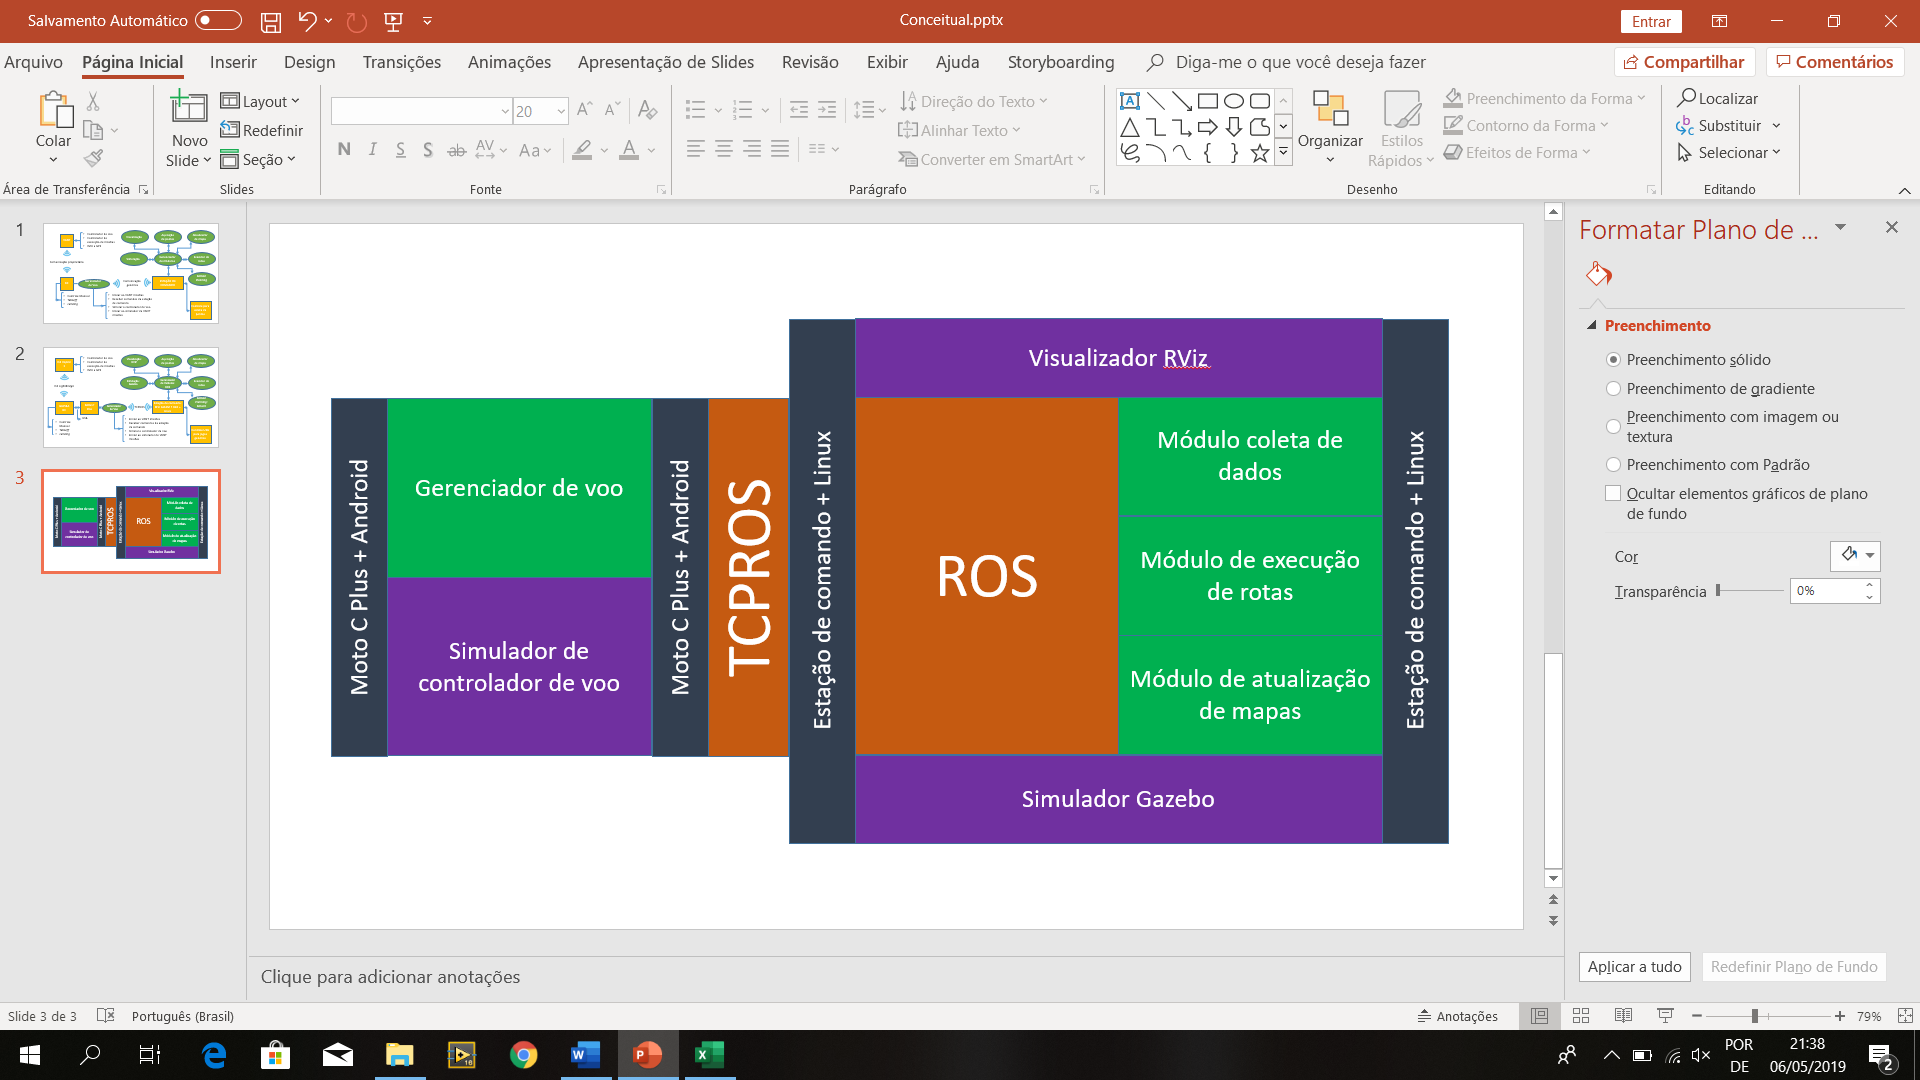 Salvamento Automático
Conceitual.pptx
Entrar
Arquivo
Página Inicial
Inserir
Design
Transições
Animações
Apresentação de Slides
Revisão
Exibir
Ajuda
Storyboarding
Diga-me o que você deseja fazer
Compartilhar
Comentários
Colar
Área de Transferência
Novo
Slide
Layout
Redefinir
Seção
Slides
20
N I S S ab AV Aa A
Fonte
Direção do Texto
Alinhar Texto
Converter em SmartArt
Parágrafo
Organizar
Estilos
Rápidos
Preenchimento da Forma
Contorno da Forma
Efeitos de Forma
Desenho
Localizar
Substituir
Selecionar
Editando
1
2
3
Moto C Plus + Android
Gerenciador de voo
Simulador de
controlador de voo
Moto C Plus + Android
TCPROS
Estação de comando + Linux
Visualizador RViz
ROS
Módulo coleta de
dados
Módulo de execução
de rotas
Módulo de atualização
de mapas
Simulador Gazebo
Estação de comando + Linux
Clique para adicionar anotações
Formatar Plano de ...
Preenchimento
Preenchimento sólido
Preenchimento de gradiente
Preenchimento com imagem ou
textura
Preenchimento com Padrão
Ocultar elementos gráficos de plano
de fundo
Cor
Transparência
0%
Aplicar a tudo
Redefinir Plano de Fundo
Slide 3 de 3
Português (Brasil)
Anotações
79%
POR
DE
21:38
06/05/2019
2